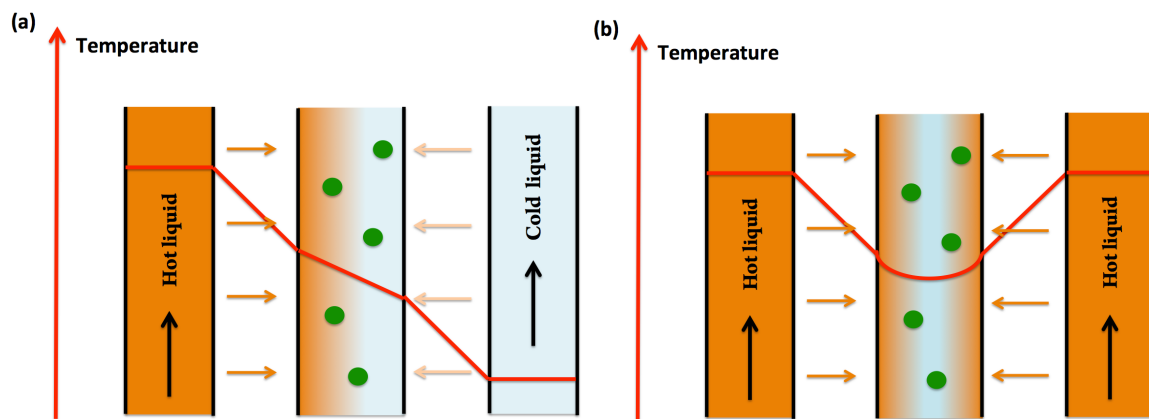 (a)
Temperature
Hot liquid
Cold liquid
(b)
Temperature
Hot liquid
Hot liquid